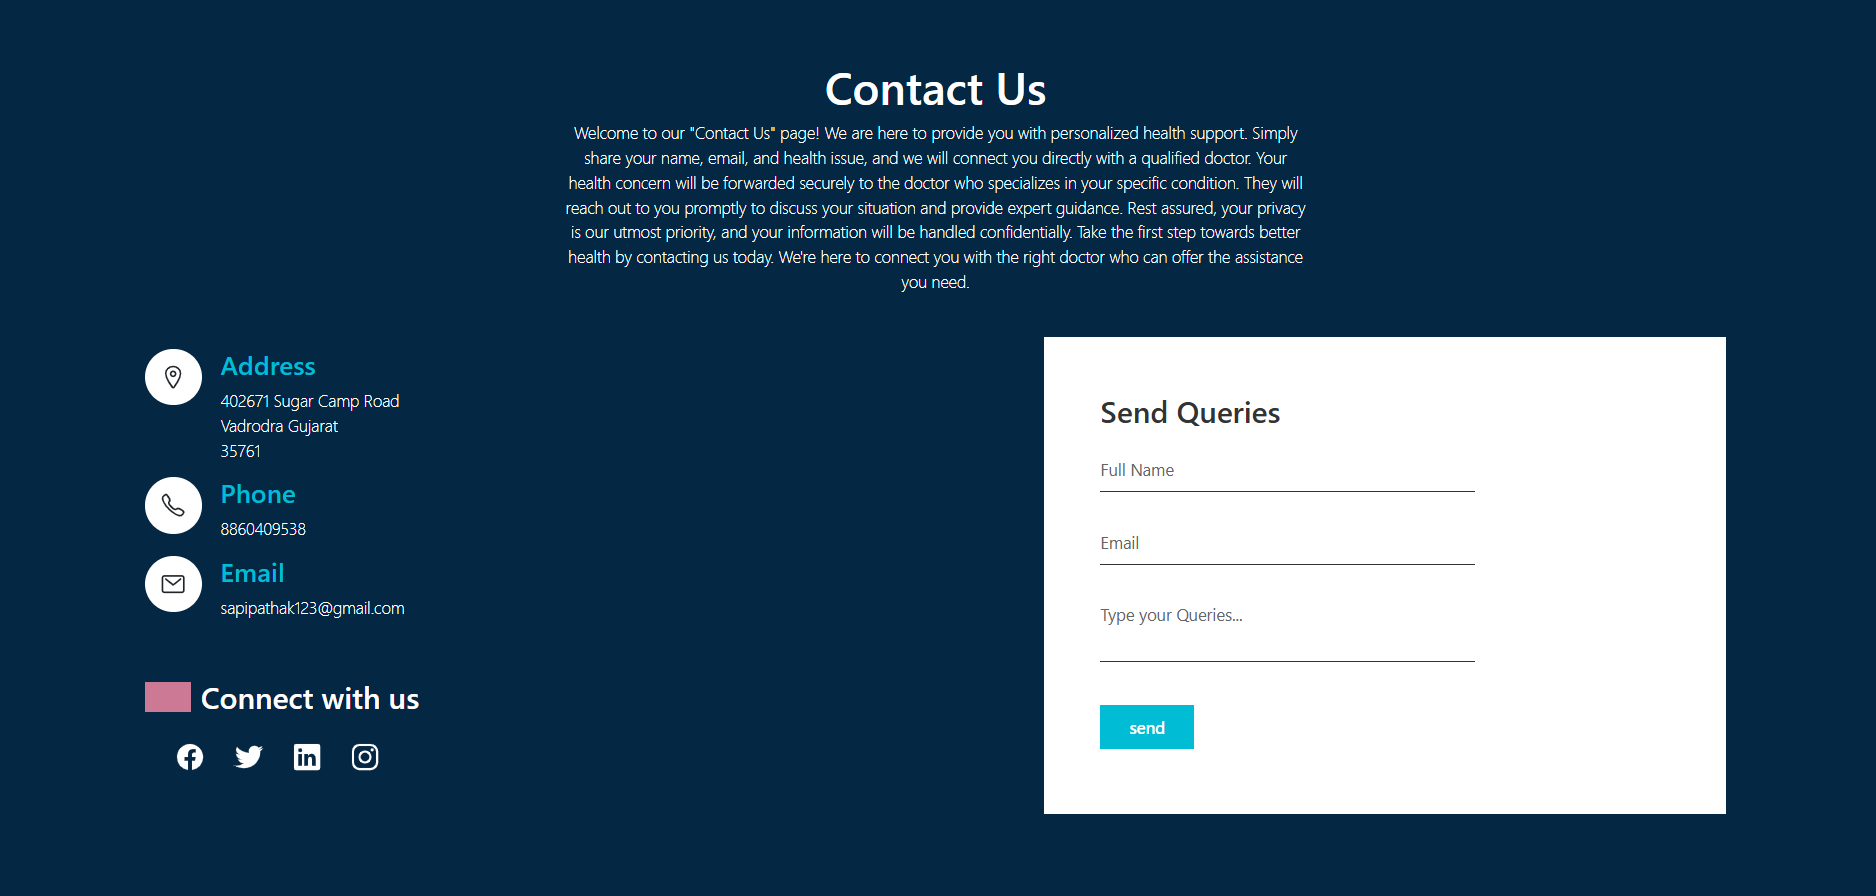 Contact Us
Welcome to our "Contact Us" page! We are here to provide you with personalized health support. Simply
share your name, email, and health issue, and we will connect you directly with a qualified doctor. Your
health concern will be forwarded securely to the doctor who specializes in your specific condition. They will
reach out to you promptly to discuss your situation and provide expert guidance. Rest assured, your privacy
is our utmost priority, and your information will be handled confidentially. Take the first step towards better
health by contacting us today. We're here to connect you with the right doctor who can offer the assistance
you need.
Address
402671 Sugar Camp Road
Vadrodra Gujarat
35761
Phone
8860409538
Email
sapipathak123@gmail.com
Connect with us
Send Queries
Full Name
Email
Type your Queries...
send